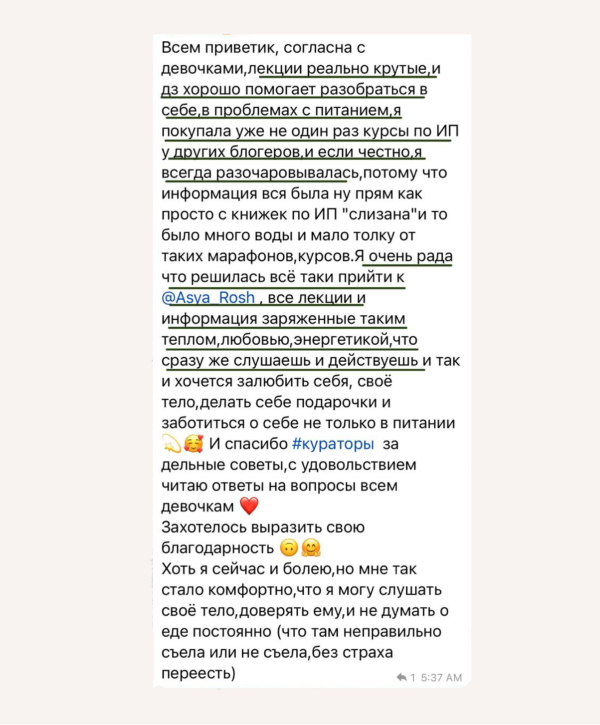 Всем приветик, согласна с
девочками,лекции реально крутые,и
дз хорошо помогает разобраться в
себе,в проблемах с питанием,я
покупала уже не один раз курсы по ИП
у других блогеров,и если честно,я
всегда разочаровывалась,потому что
информация вся была ну прям как
просто с книжек по ИП "слизана"и то
было много воды и мало толку от
таких марафонов,курсов.Я очень рада
что решилась всё таки прийти к
@Asya_Rosh , все лекции и
информация заряженные таким
теплом,любовью,энергетикой,что
сразу же слушаешь и действуешь и так
и хочется залюбить себя, своё
тело,делать себе подарочки и
заботиться о себе не только в питании
💫🥰 И спасибо #кураторы за
дельные советы,с удовольствием
читаю ответы на вопросы всем
девочкам ❤️
Захотелось выразить свою
благодарность 🙃🤗
Хоть я сейчас и болею,но мне так
стало комфортно,что я могу слушать
своё тело,доверять ему,и не думать о
еде постоянно (что там неправильно
съела или не съела,без страха
переесть)
1 5:37 AM